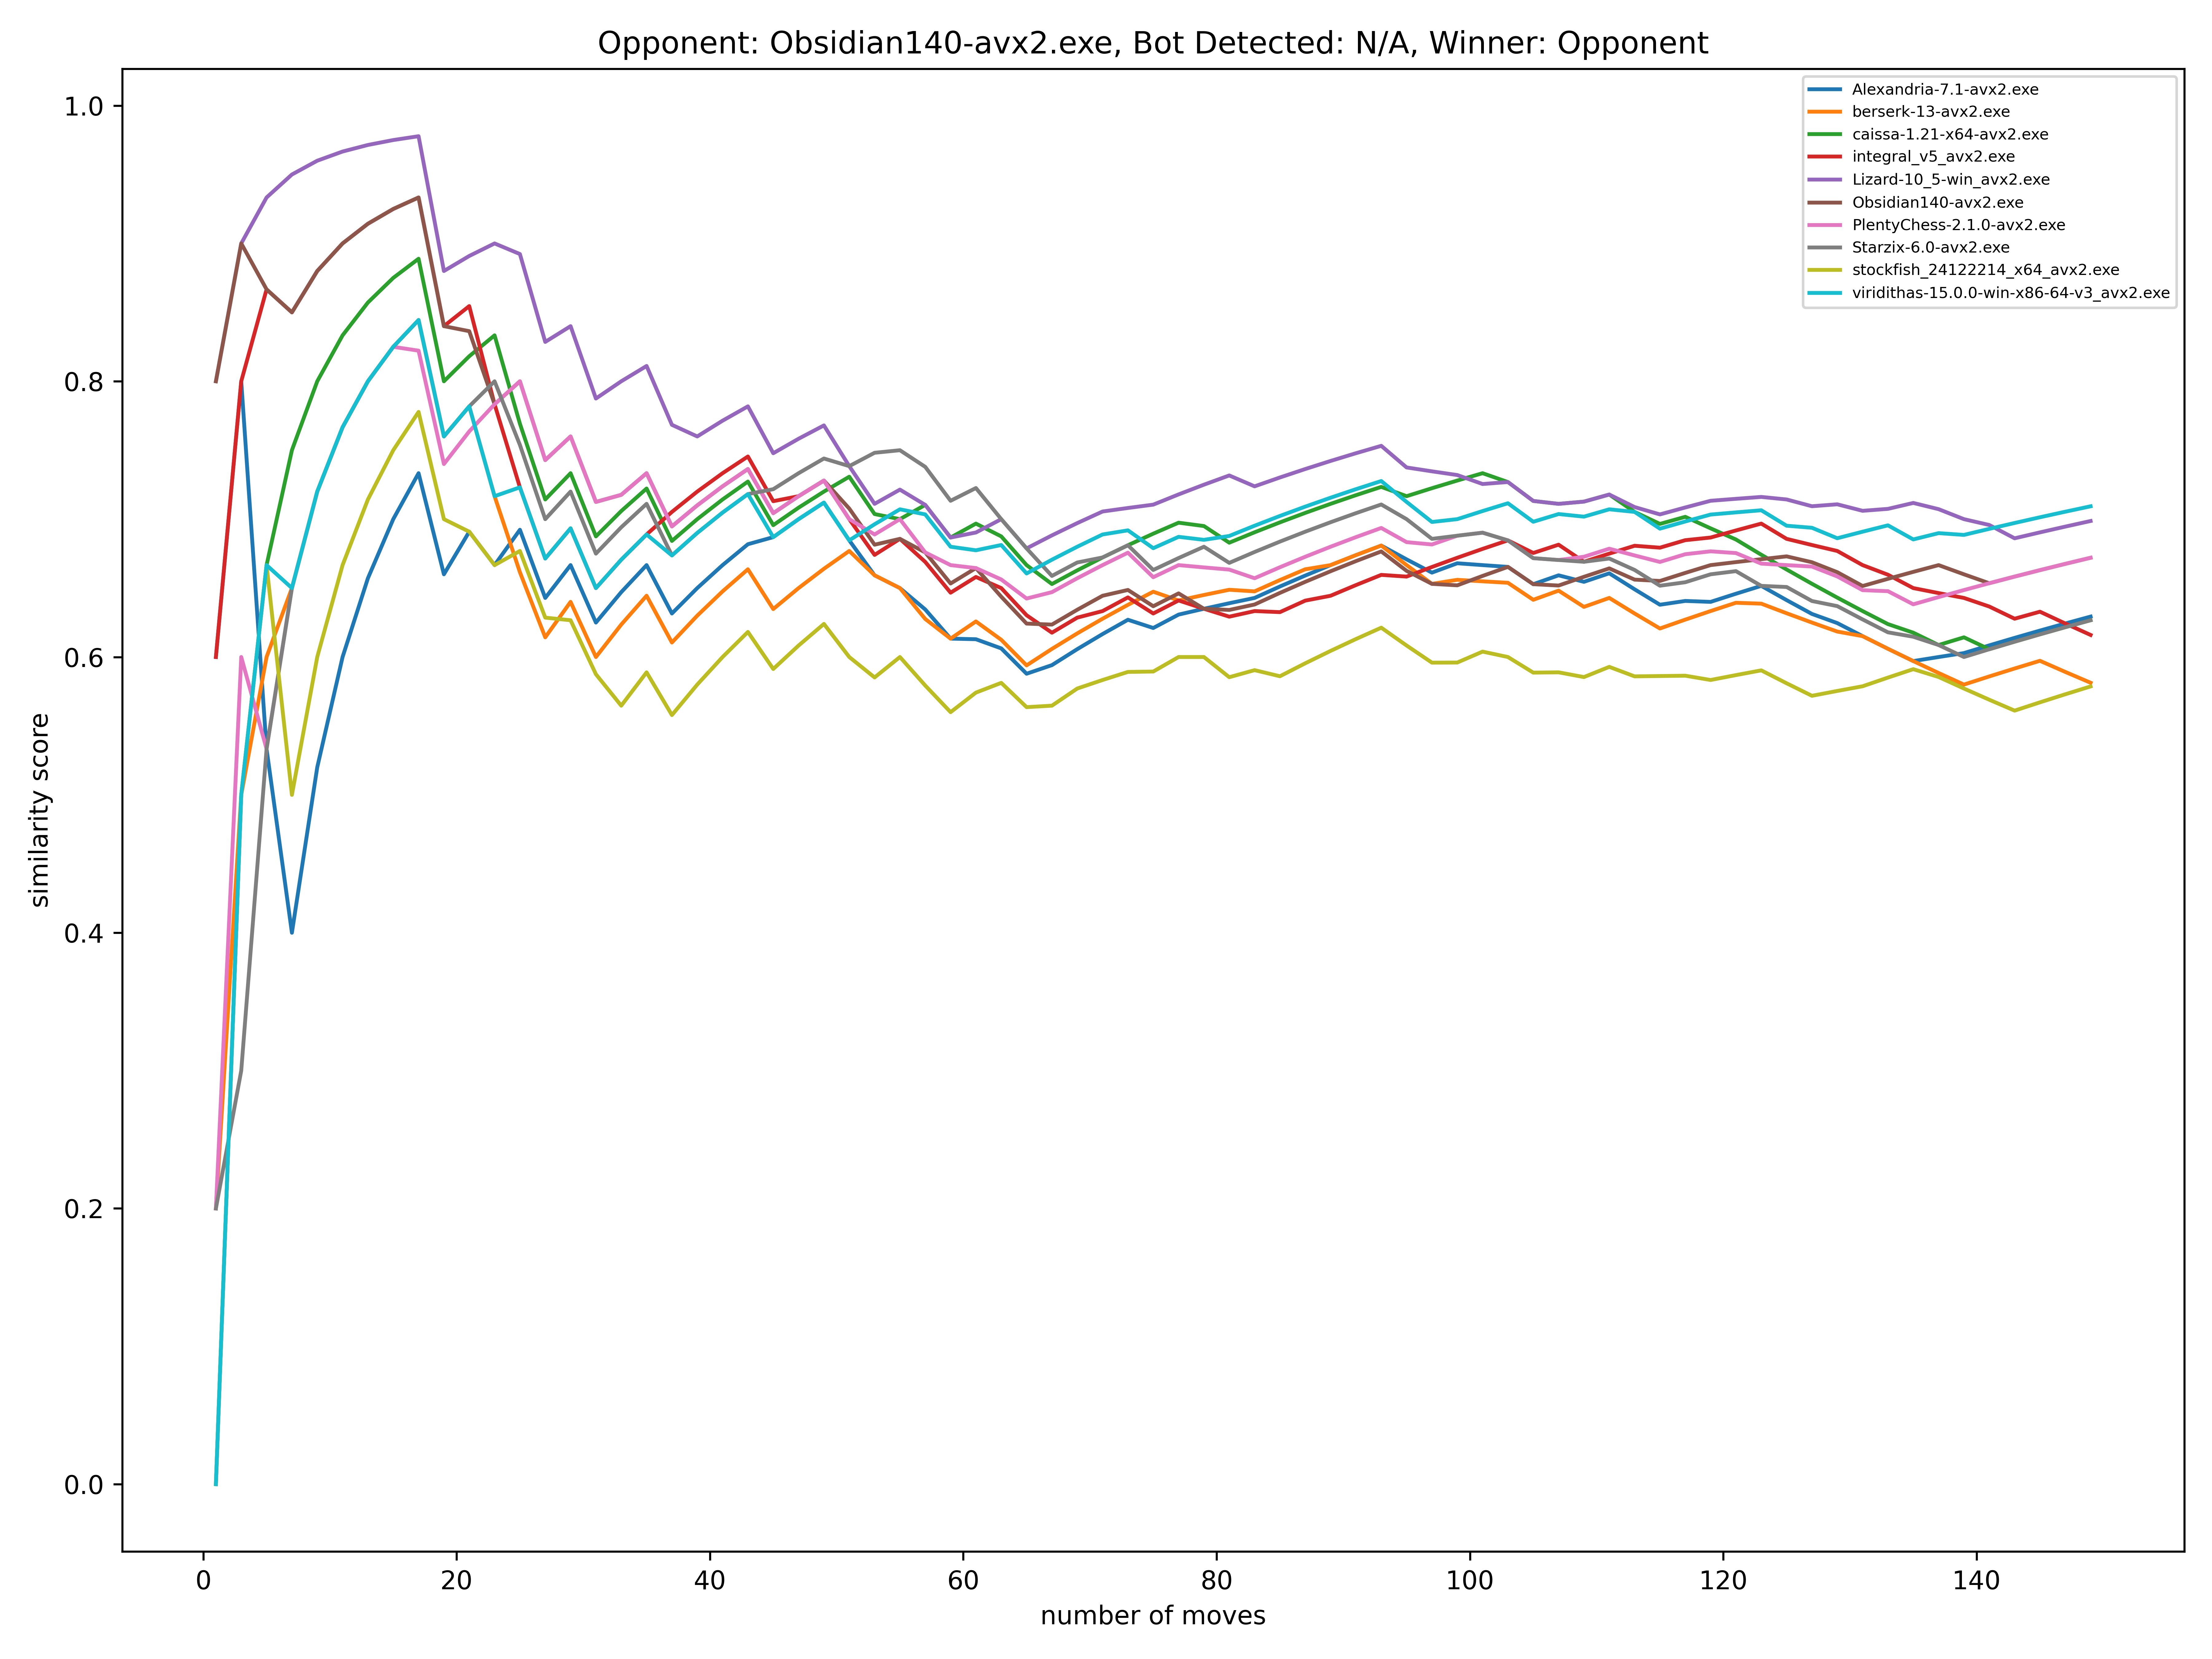 Opponent: Obsidian140-avx2.exe, Bot Detected: N/A, Winner: Opponent
1.0
0.8
0.6
0.4
0.2
0.0
similarity score
0 20 40 60 80 100 120 140
number of moves
Alexandria-7.1-avx2.exe
berserk-13-avx2.exe
caissa-1.21-x64-avx2.exe
integral_v5_avx2.exe
Lizard-10_5-win_avx2.exe
Obsidian140-avx2.exe
PlentyChess-2.1.0-avx2.exe
Starzix-6.0-avx2.exe
stockfish_24122214_x64_avx2.exe
viridithas-15.0.0-win-x86-64-v3_avx2.exe